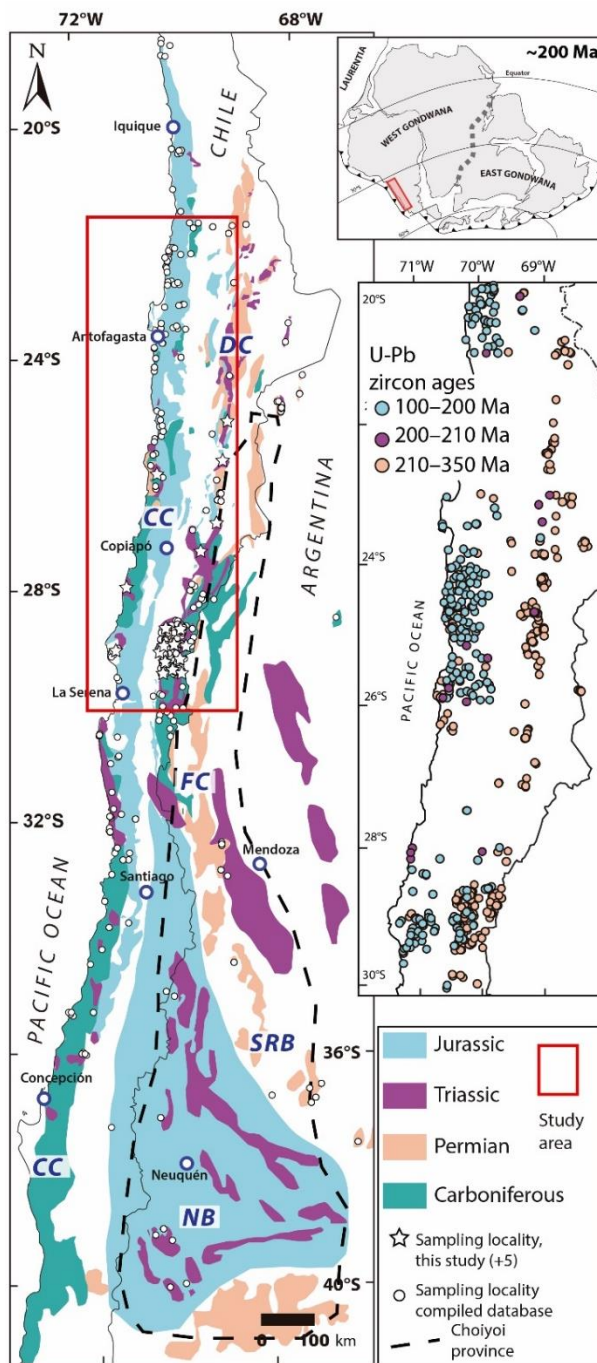 72°W
68°W
N
20°S
Iquique
CHILE
Antofagasta
24°S
DC
CC
Copiapó
ARGENTINA
28°S
La Serena
FC
32°S
Mendoza
Santiago
PACIFIC OCEAN
SRB
36°S
Concepción
CC
Neuquén
NB
40°S
0 100 km
~200 Ma
LAURENTIA
Equator
WEST GONDWANA
EAST GONDWANA
71°W 70°W 69°W
20°S
U-Pb
zircon ages
100–200 Ma
200–210 Ma
210–350 Ma
24°S
PACIFIC OCEAN
26°S
28°S
30°S
Jurassic
Triassic
Permian
Carboniferous
Study
area
Sampling locality,
this study (+5)
Sampling locality
compiled database
Choiyoi
province